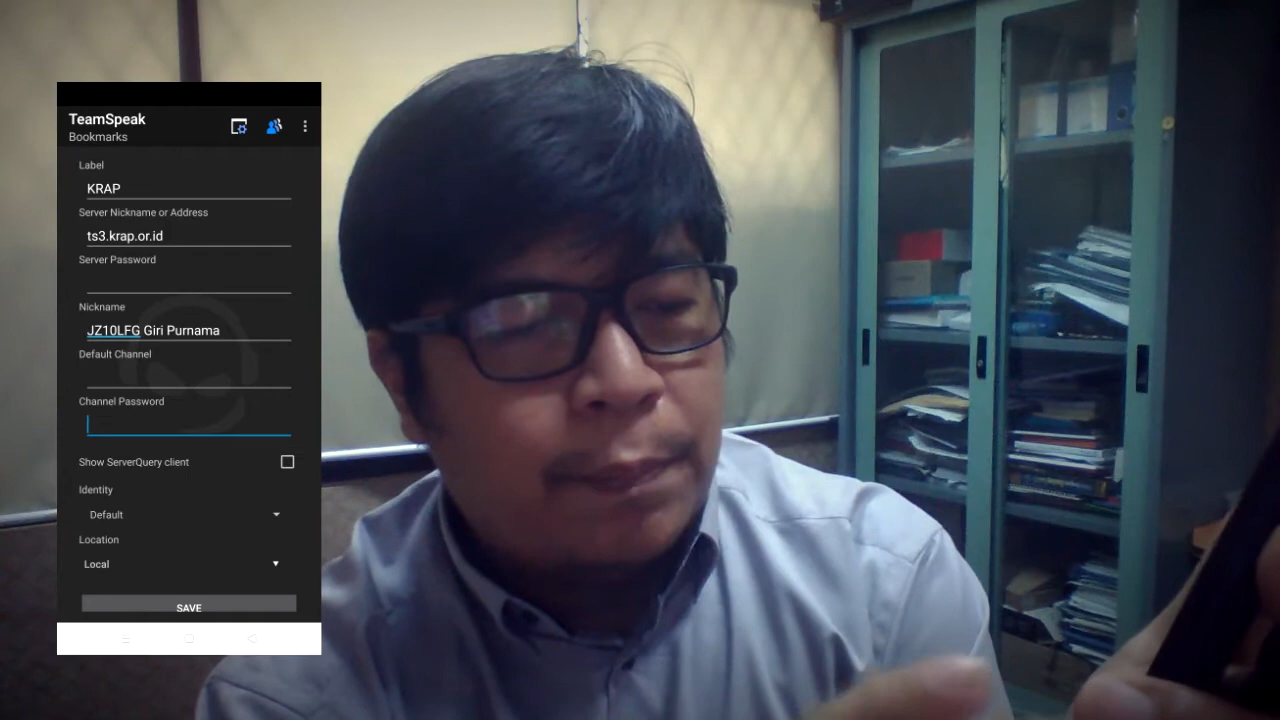 TeamSpeak
Bookmarks
Label
KRAP
Server Nickname or Address
ts3.krap.or.id
Server Password
Nickname
JZ10LFG Giri Purnama
Default Channel
Channel Password
Show ServerQuery client
Identity
Default
Location
Local
SAVE